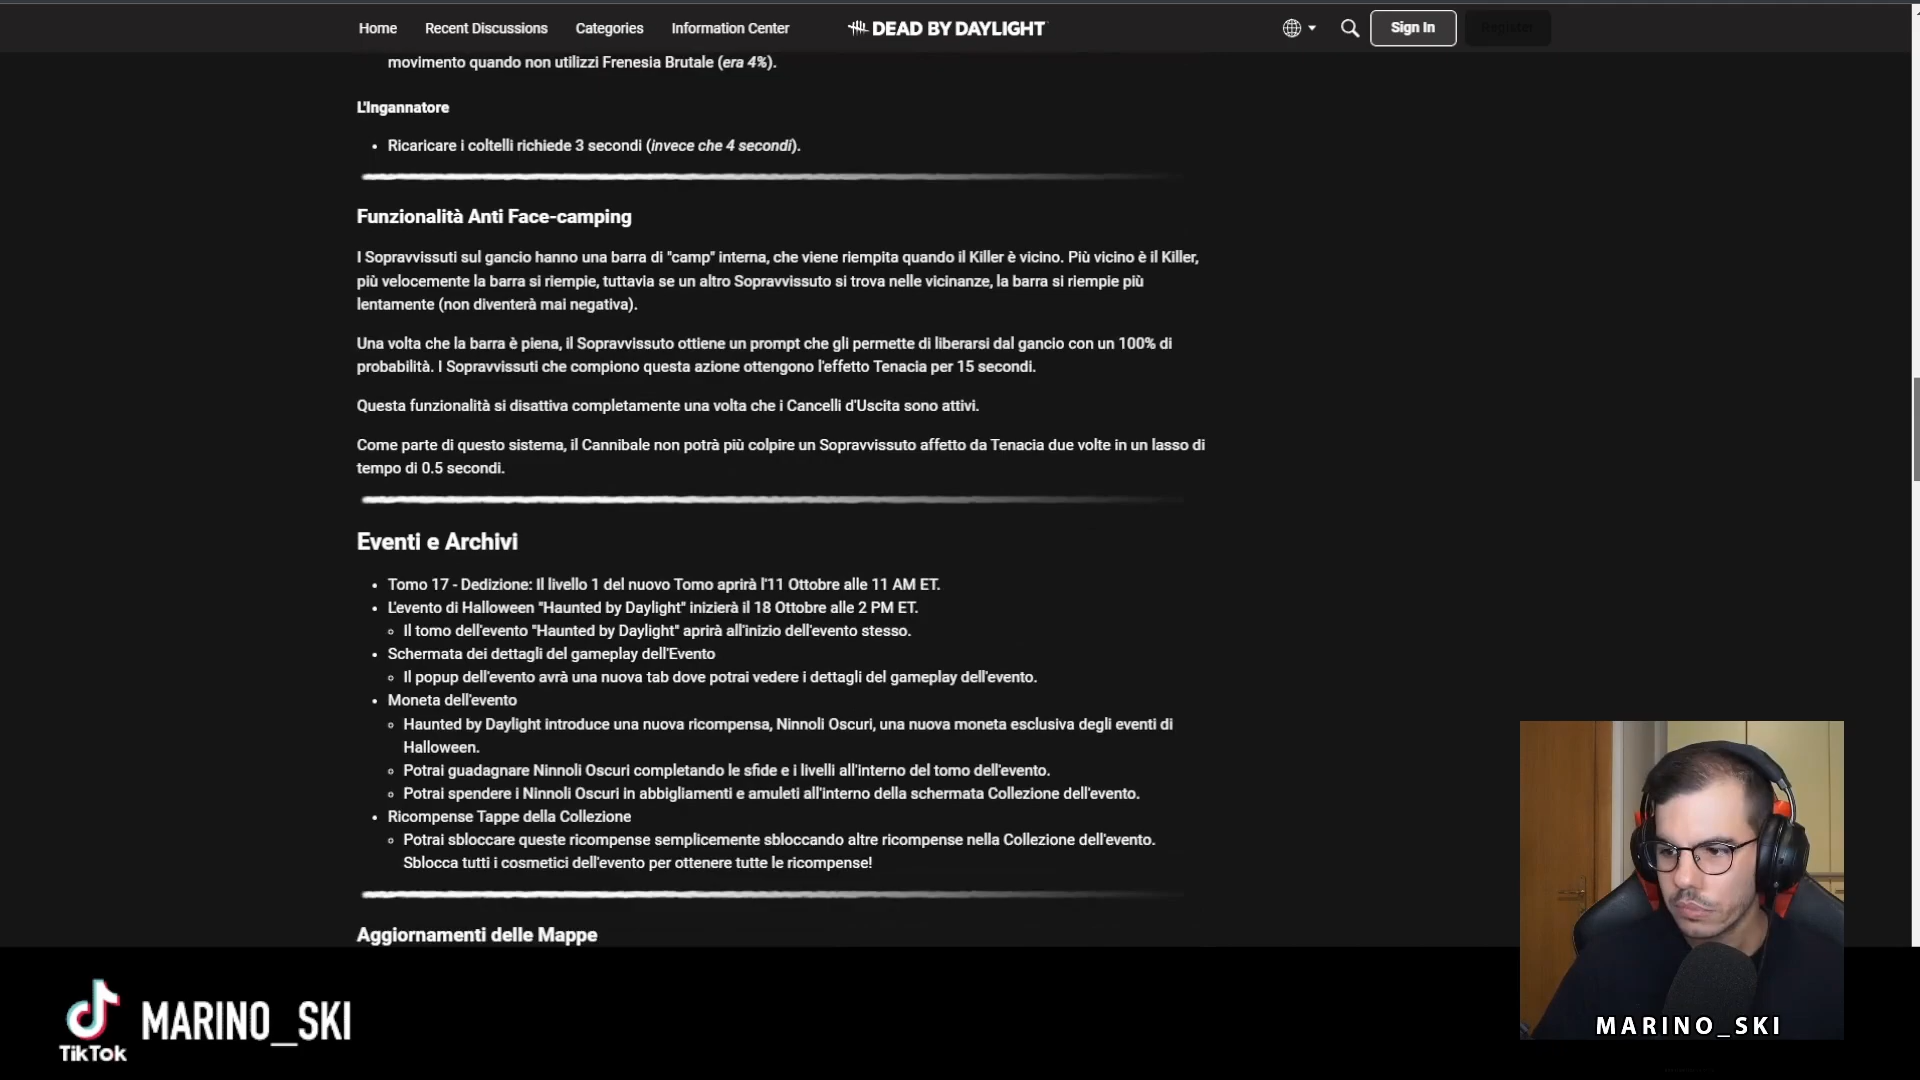 Home Recent Discussions Categories Information Center DEAD BY DAYLIGHT Sign In Register
movimento quando non utilizzi Frenesia Brutale (era 4%).
L'Ingannatore
• Ricaricare i coltelli richiede 3 secondi (invece che 4 secondi).
Funzionalità Anti Face-camping
I Sopravvissuti sul gancio hanno una barra di "camp" interna, che viene riempita quando il Killer è vicino. Più vicino è il Killer,
più velocemente la barra si riempie, tuttavia se un altro Sopravvissuto si trova nelle vicinanze, la barra si riempie più
lentamente (non diventerà mai negativa).
Una volta che la barra è piena, il Sopravvissuto ottiene un prompt che gli permette di liberarsi dal gancio con un 100% di
probabilità. I Sopravvissuti che compiono questa azione ottengono l'effetto Tenacia per 15 secondi.
Questa funzionalità si disattiva completamente una volta che i Cancelli d'Uscita sono attivi.
Come parte di questo sistema, il Cannibale non potrà più colpire un Sopravvissuto affetto da Tenacia due volte in un lasso di
tempo di 0.5 secondi.
Eventi e Archivi
• Tomo 17 - Dedizione: Il livello 1 del nuovo Tomo aprirà l'11 Ottobre alle 11 AM ET.
• L'evento di Halloween "Haunted by Daylight" inizierà il 18 Ottobre alle 2 PM ET.
◦ Il tomo dell'evento "Haunted by Daylight" aprirà all'inizio dell'evento stesso.
• Schermata dei dettagli del gameplay dell'Evento
◦ Il popup dell'evento avrà una nuova tab dove potrai vedere i dettagli del gameplay dell'evento.
• Moneta dell'evento
◦ Haunted by Daylight introduce una nuova ricompensa, Ninnoli Oscuri, una nuova moneta esclusiva degli eventi di
Halloween.
◦ Potrai guadagnare Ninnoli Oscuri completando le sfide e i livelli all'interno del tomo dell'evento.
◦ Potrai spendere i Ninnoli Oscuri in abbigliamenti e amuleti all'interno della schermata Collezione dell'evento.
• Ricompense Tappe della Collezione
◦ Potrai sbloccare queste ricompense semplicemente sbloccando altre ricompense nella Collezione dell'evento.
Sblocca tutti i cosmetici dell'evento per ottenere tutte le ricompense!
Aggiornamenti delle Mappe
TikTok
MARINO_SKI
MARINO_SKI